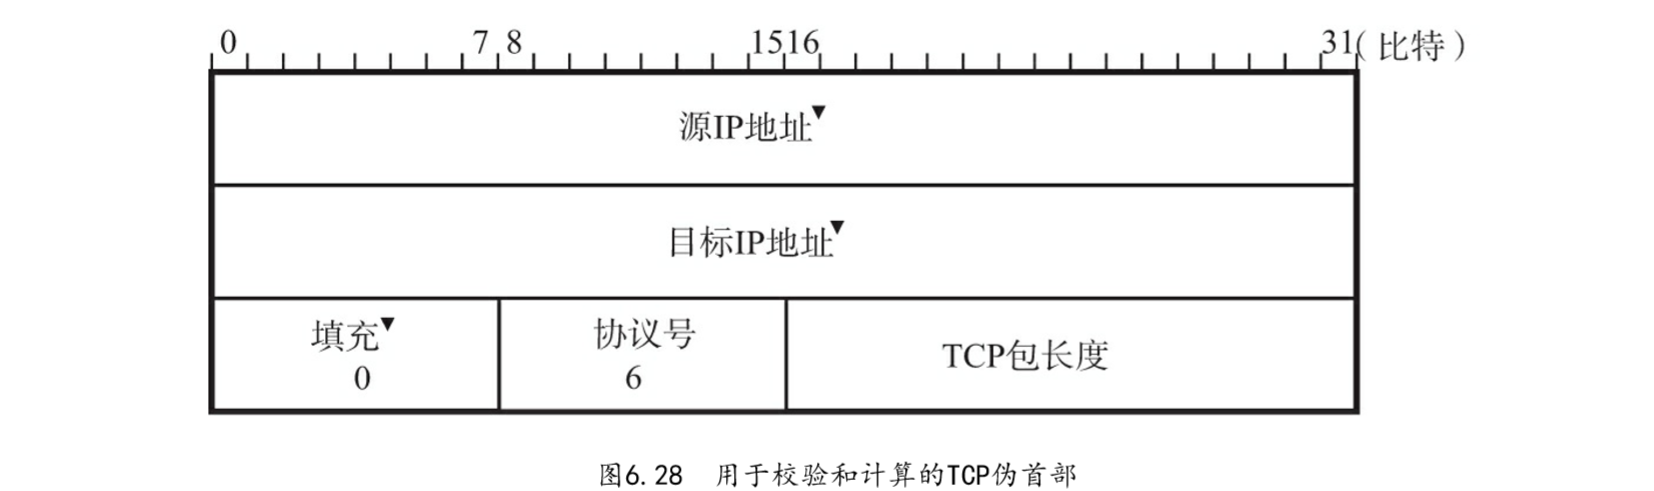 0 7 8 1516 31(比特)
源IP地址▼
目标IP地址▼
填充▼ 协议号 TCP包长度
0 6
图6.28 用于校验和计算的TCP伪首部